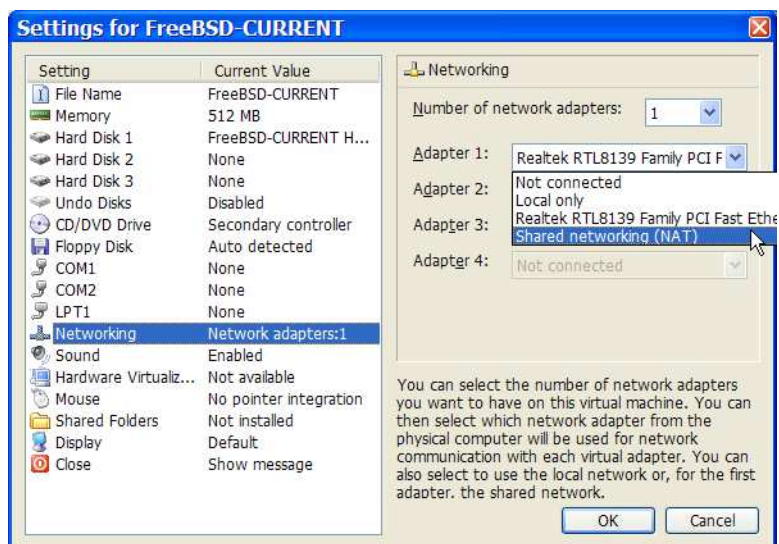 Settings for FreeBSD-CURRENT
Setting Current Value
File Name FreeBSD-CURRENT
Memory 512 MB
Hard Disk 1 FreeBSD-CURRENT H...
Hard Disk 2 None
Hard Disk 3 None
Undo Disks Disabled
CD/DVD Drive Secondary controller
Floppy Disk Auto detected
COM1 None
COM2 None
LPT1 None
Networking Network adapters:1
Sound Enabled
Hardware Virtualiz... Not available
Mouse No pointer integration
Shared Folders Not installed
Display Default
Close Show message
Networking
Number of network adapters: 1
Adapter 1: Realtek RTL8139 Family PCI F
Not connected
Adapter 2:
Local only
Realtek RTL8139 Family PCI Fast Ethe
Adapter 3:
Shared networking (NAT)
Adapter 4: Not connected
You can select the number of network adapters
you want to have on this virtual machine. You can
then select which network adapter from the
physical computer will be used for network
communication with each virtual adapter. You can
also select to use the local network or, for the first
adapter, the shared network.
OK Cancel